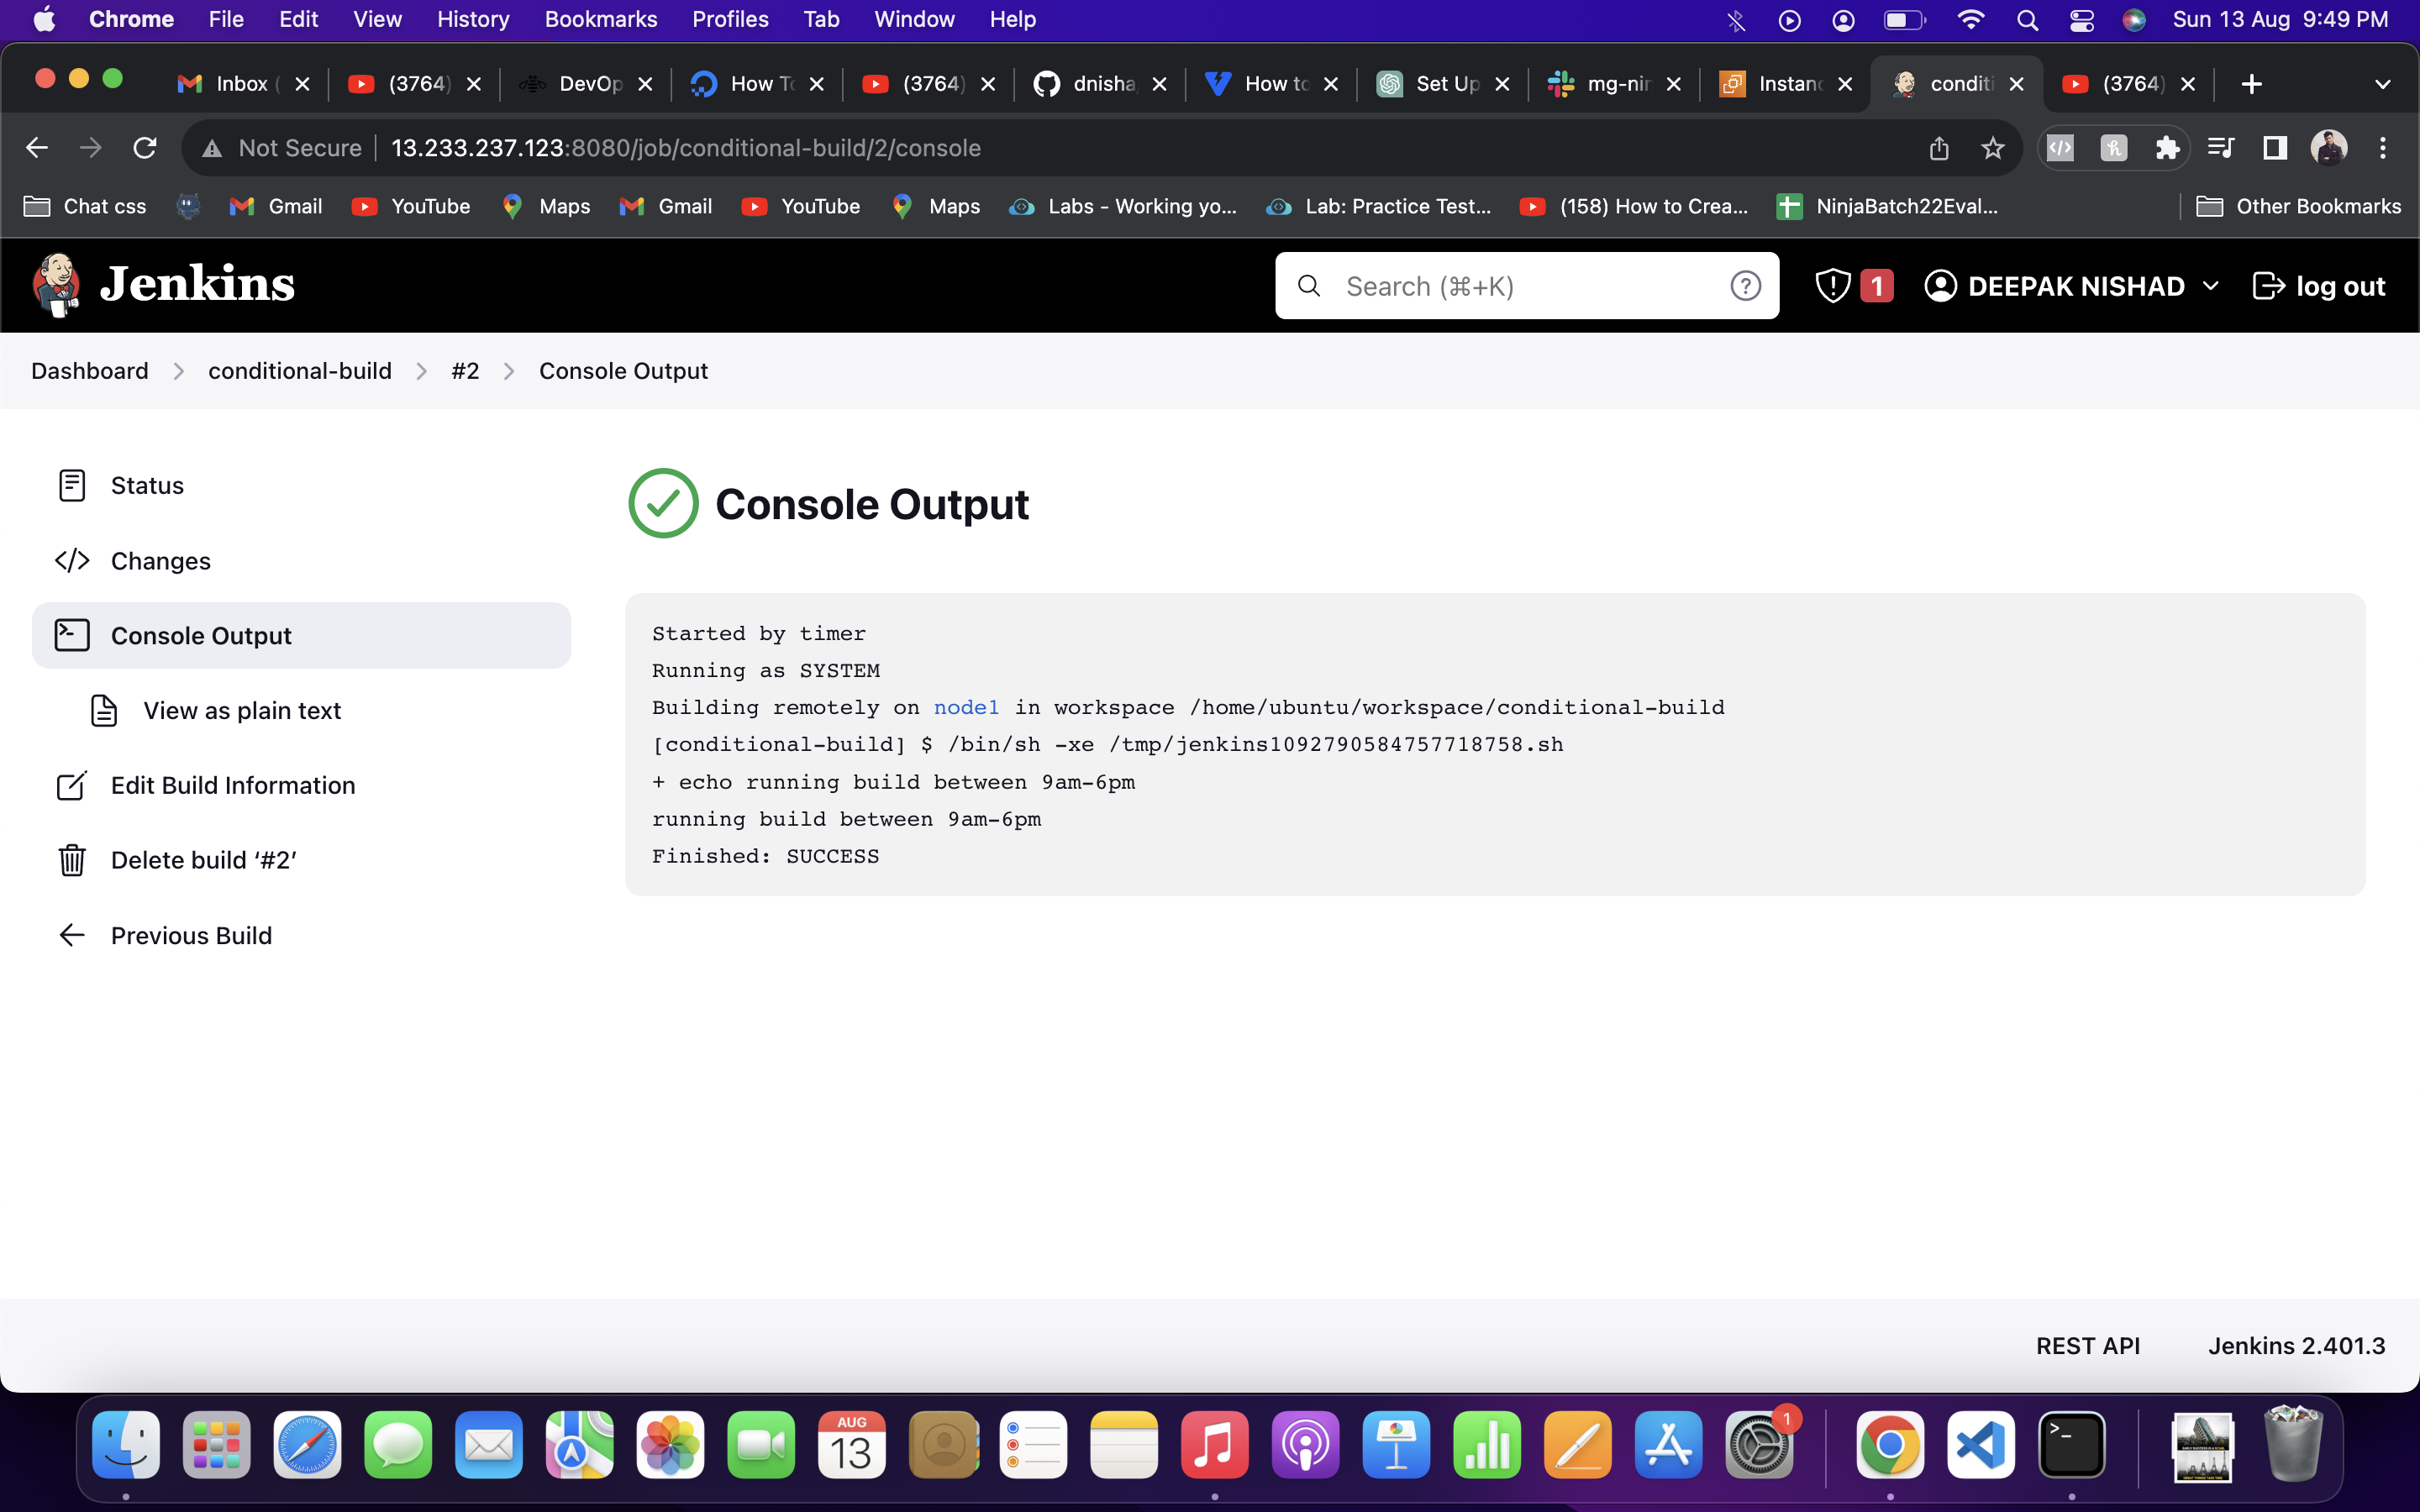 Chrome File Edit View History Bookmarks Profiles Tab Window Help Sun 13 Aug 9:49 PM
Inbox ( (3764) DevOp How To (3764) dnisha How to Set Up mg-nin Instanc conditi (3764)
Not Secure 13.233.237.123:8080/job/conditional-build/2/console
Chat css Gmail YouTube Maps Gmail YouTube Maps Labs - Working yo... Lab: Practice Test... (158) How to Crea... NinjaBatch22Eval... Other Bookmarks
Jenkins Search (⌘+K) 1 DEEPAK NISHAD log out
Dashboard conditional-build #2 Console Output
Status
Changes
Console Output
View as plain text
Edit Build Information
Delete build ‘#2’
Previous Build
Console Output
Started by timer
Running as SYSTEM
Building remotely on node1 in workspace /home/ubuntu/workspace/conditional-build
[conditional-build] $ /bin/sh -xe /tmp/jenkins1092790584757718758.sh
+ echo running build between 9am-6pm
running build between 9am-6pm
Finished: SUCCESS
REST API Jenkins 2.401.3
AUG
13
1